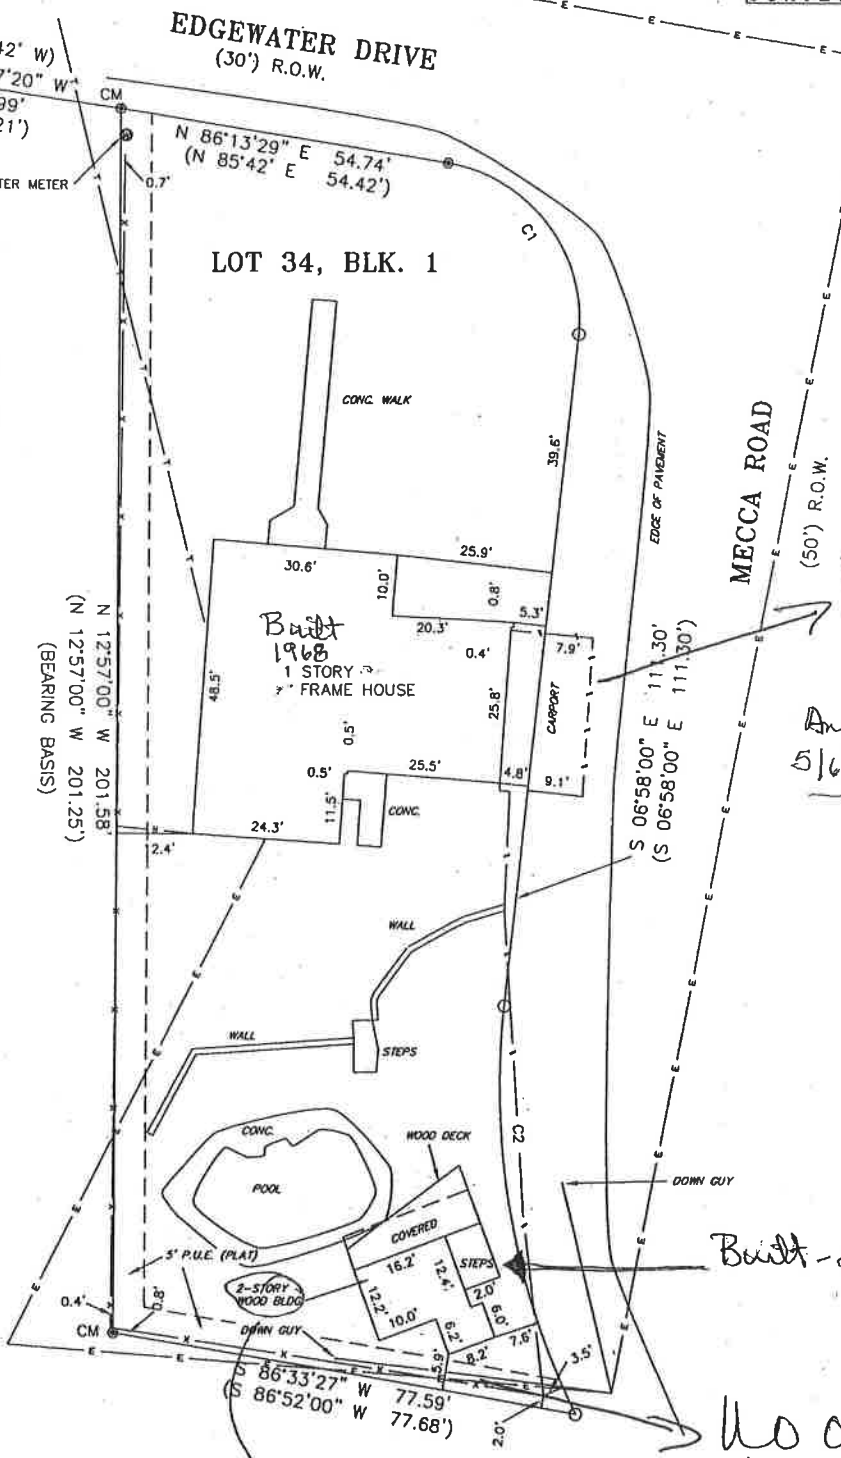 EDGEWATER DRIVE
(30') R.O.W.
42' W)
7'20" W
99'
21')
CM
N 86°13'29" E 54.74'
(N 85°42' E 54.42')
TER METER
0.7'
C1
LOT 34, BLK. 1
CONC. WALK
39.6'
EDGE OF PAVEMENT
MECCA ROAD
(50') R.O.W.
30.6'
25.9'
10.0'
0.8'
5.3'
20.3'
7.9'
0.4'
Built
1968
1 STORY
FRAME HOUSE
48.5'
25.8'
CARPORT
0.5'
0.5'
25.5'
4.8'
9.1'
11.5'
CONC.
24.3'
2.4'
N 12°57'00" W 201.58'
(N 12°57'00" W 201.25')
(BEARING BASIS)
S 06°58'00" E 111.30'
(S 06°58'00" E 111.30')
5/6
WALL
WALL
STEPS
C2
CONC.
POOL
WOOD DECK
DOWN GUY
COVERED
STEPS
Built-
5' P.U.E. (PLAT)
16.2'
12.4'
2-STORY
WOOD BLDG
12.2'
2.0'
10.0'
6.2'
6.0'
7.6'
0.4'
0.8'
CM
DOWN GUY
5.9'
8.2'
3.5'
S 86°33'27" W 77.59'
(S 86°52'00" W 77.68')
2.0'
No